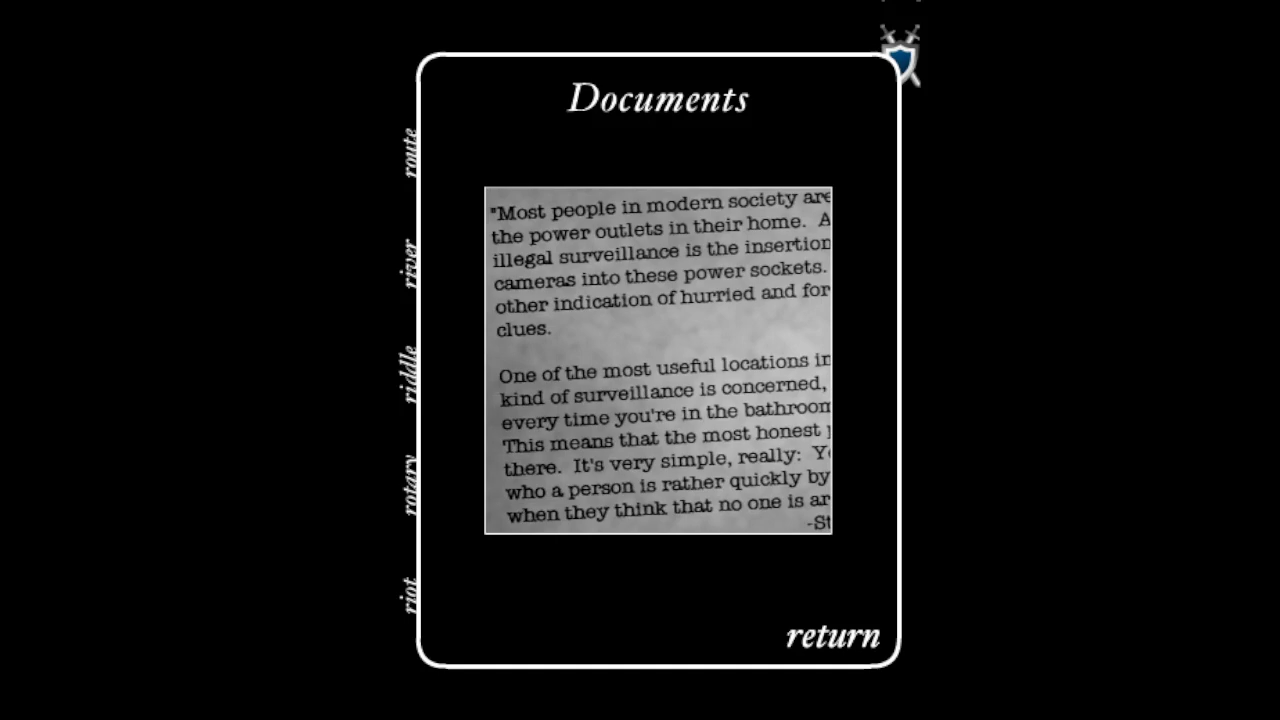 Documents
route
river
riddle
rotary
riot
"Most people in modern society are
the power outlets in their home. A
illegal surveillance is the insertion
cameras into these power sockets.
other indication of hurried and for
clues.
One of the most useful locations in
kind of surveillance is concerned,
every time you're in the bathroom
This means that the most honest
there. It's very simple, really:
who a person is rather quickly by
when they think that no one is ar
return